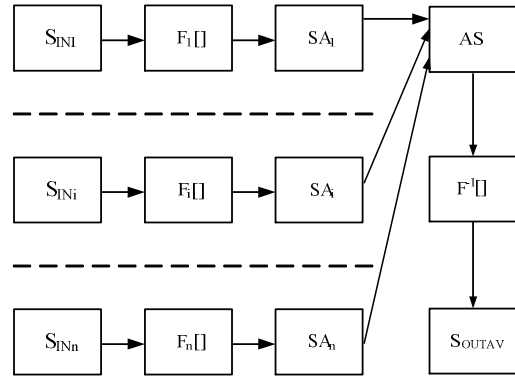 S_IN1 F_1[] SA_1 AS
S_INi F_i[] SA_i F^-1[]
S_INn F_n[] SA_n S_OUTAV